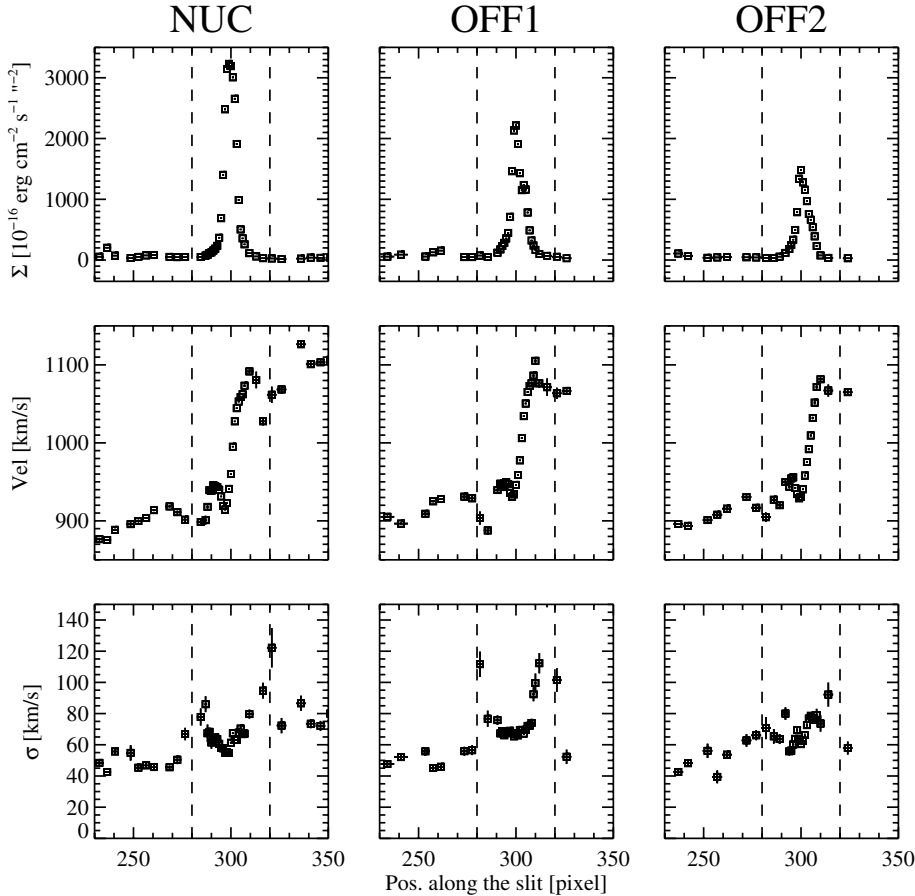 NUC OFF1 OFF2
Σ [10⁻¹⁶ erg cm⁻² s⁻¹ "⁻²]
3000
2000
1000
0
Vel [km/s]
1100
1000
900
σ [km/s]
140
120
100
80
60
40
20
0
250 300 350 250 300 350 250 300 350
Pos. along the slit [pixel]